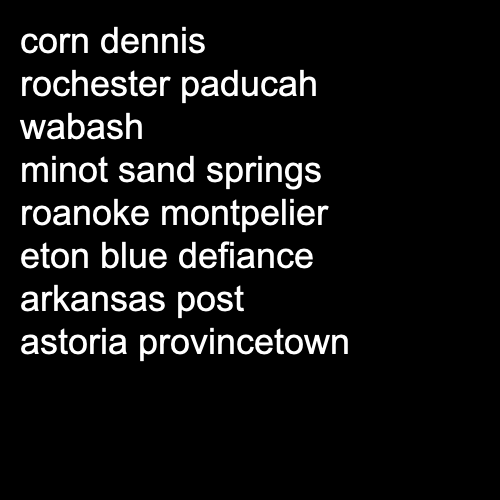 corn dennis
rochester paducah
wabash
minot sand springs
roanoke montpelier
eton blue defiance
arkansas post
astoria provincetown